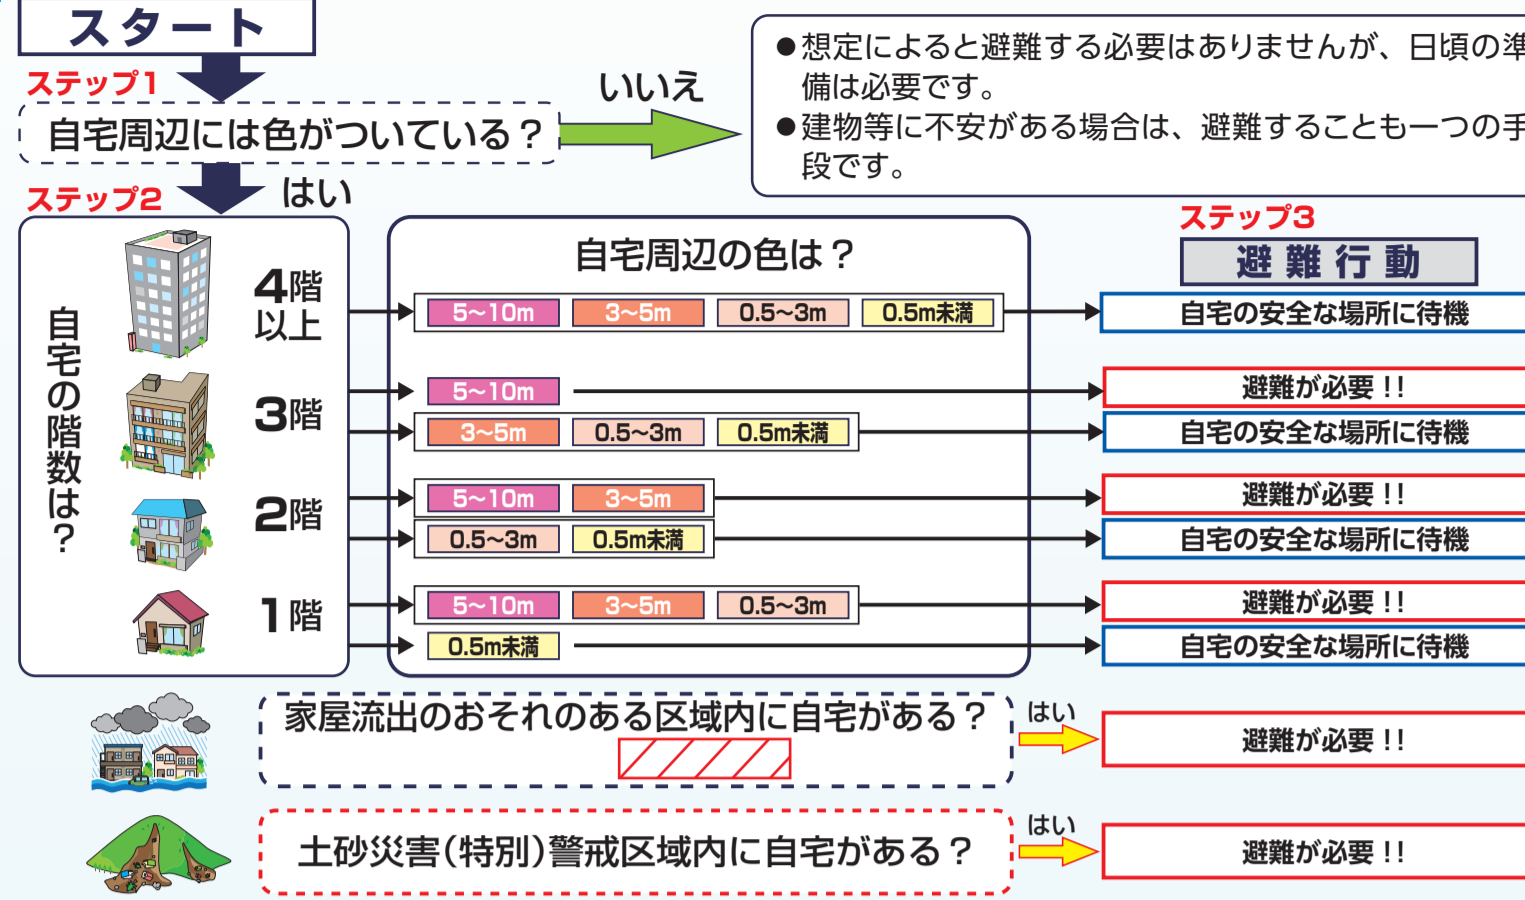 スタート
ステップ1
自宅周辺には色がついている？
いいえ
●想定によると避難する必要はありませんが、日頃の準
備は必要です。
●建物等に不安がある場合は、避難することも一つの手
段です。
はい
ステップ2
自宅の階数は？
4階
以上
3階
2階
1階
自宅周辺の色は？
5〜10m 3〜5m 0.5〜3m 0.5m未満
5〜10m
3〜5m 0.5〜3m 0.5m未満
5〜10m 3〜5m
0.5〜3m 0.5m未満
5〜10m 3〜5m 0.5〜3m
0.5m未満
ステップ3
避難行動
自宅の安全な場所に待機
避難が必要！！
自宅の安全な場所に待機
避難が必要！！
自宅の安全な場所に待機
避難が必要！！
自宅の安全な場所に待機
家屋流出のおそれのある区域内に自宅がある？
はい
避難が必要！！
土砂災害(特別)警戒区域内に自宅がある？
はい
避難が必要！！